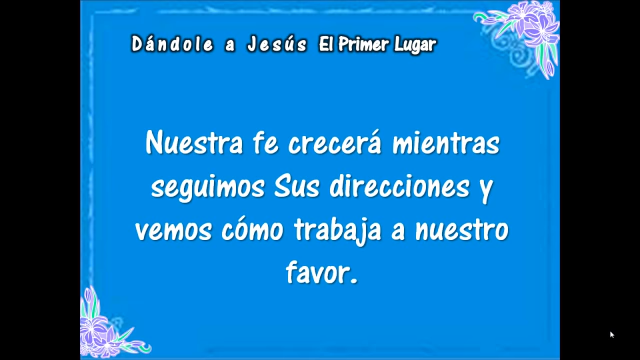 Dándole a Jesús El Primer Lugar
Nuestra fe crecerá mientras
seguimos Sus direcciones y
vemos cómo trabaja a nuestro
favor.